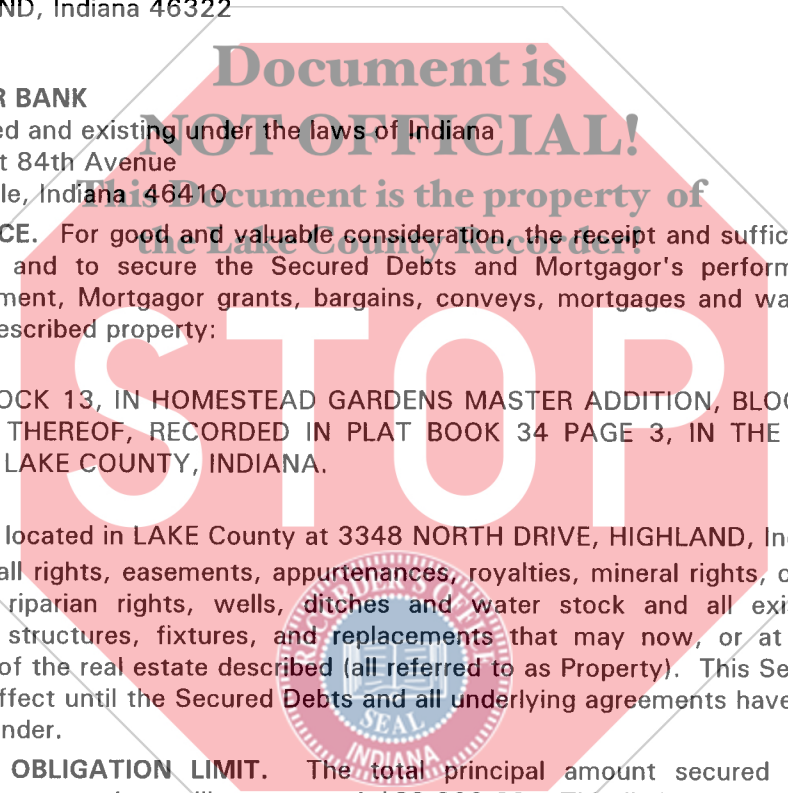 ND, Indiana 46322
Document is
R BANK
ed and existing under the laws of Indiana
NOT OFFICIAL!
t 84th Avenue
le, Indiana 46410
This Document is the property of
CE. For good and valuable consideration, the receipt and suffic
the Lake County Recorder!
and to secure the Secured Debts and Mortgagor's perform
ment, Mortgagor grants, bargains, conveys, mortgages and wa
escribed property:
STOP
OCK 13, IN HOMESTEAD GARDENS MASTER ADDITION, BLOC
THEREOF, RECORDED IN PLAT BOOK 34 PAGE 3, IN THE
LAKE COUNTY, INDIANA.
located in LAKE County at 3348 NORTH DRIVE, HIGHLAND, In
all rights, easements, appurtenances, royalties, mineral rights, c
riparian rights, wells, ditches and water stock and all exis
structures, fixtures, and replacements that may now, or at
of the real estate described (all referred to as Property). This Se
ffect until the Secured Debts and all underlying agreements have
nder.
RECORDER'S OFFICE
SEAL
INDIANA
OBLIGATION LIMIT. The total principal amount secured